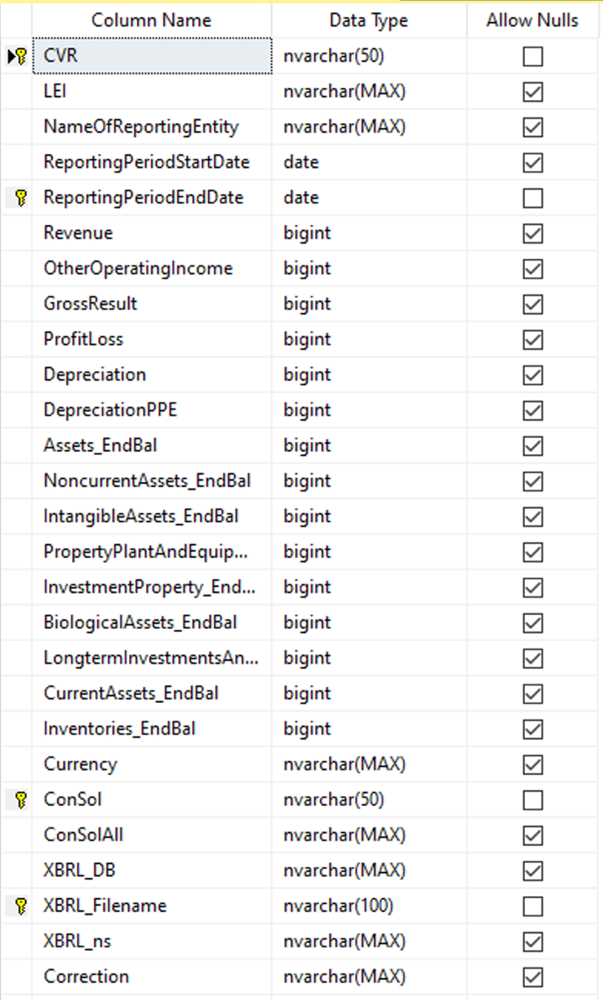 Column Name Data Type Allow Nulls
CVR nvarchar(50)
LEI nvarchar(MAX)
NameOfReportingEntity nvarchar(MAX)
ReportingPeriodStartDate date
ReportingPeriodEndDate date
Revenue bigint
OtherOperatingIncome bigint
GrossResult bigint
ProfitLoss bigint
Depreciation bigint
DepreciationPPE bigint
Assets_EndBal bigint
NoncurrentAssets_EndBal bigint
IntangibleAssets_EndBal bigint
PropertyPlantAndEquip... bigint
InvestmentProperty_End... bigint
BiologicalAssets_EndBal bigint
LongtermInvestmentsAn... bigint
CurrentAssets_EndBal bigint
Inventories_EndBal bigint
Currency nvarchar(MAX)
ConSol nvarchar(50)
ConSolAll nvarchar(MAX)
XBRL_DB nvarchar(MAX)
XBRL_Filename nvarchar(100)
XBRL_ns nvarchar(MAX)
Correction nvarchar(MAX)